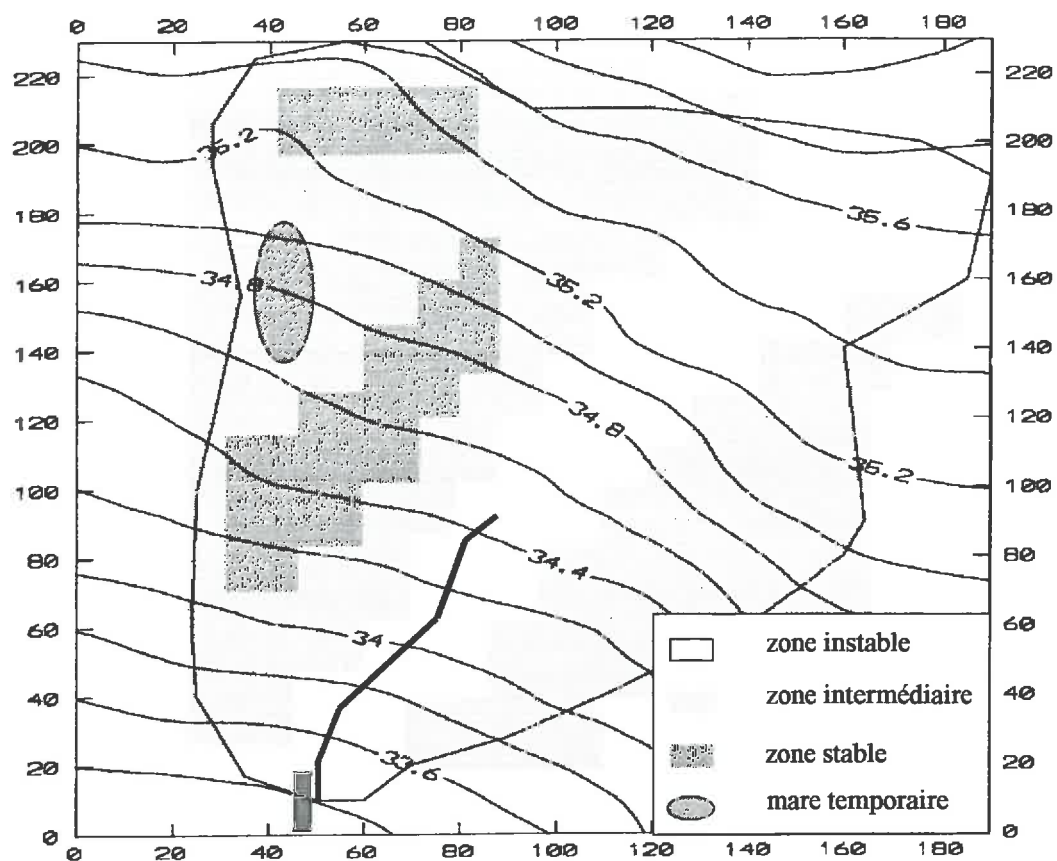 0 20 40 60 80 100 120 140 160 180
220 220
200 200
35.2
180 180
35.6
160 34.8 35.2 160
140 140
120 34.8 120
35.2
100 100
80 34.4 80
60 34 zone instable 60
40 zone intermédiaire 40
20 33.6 zone stable 20
mare temporaire
0 0
0 20 40 60 80 100 120 140 160 180